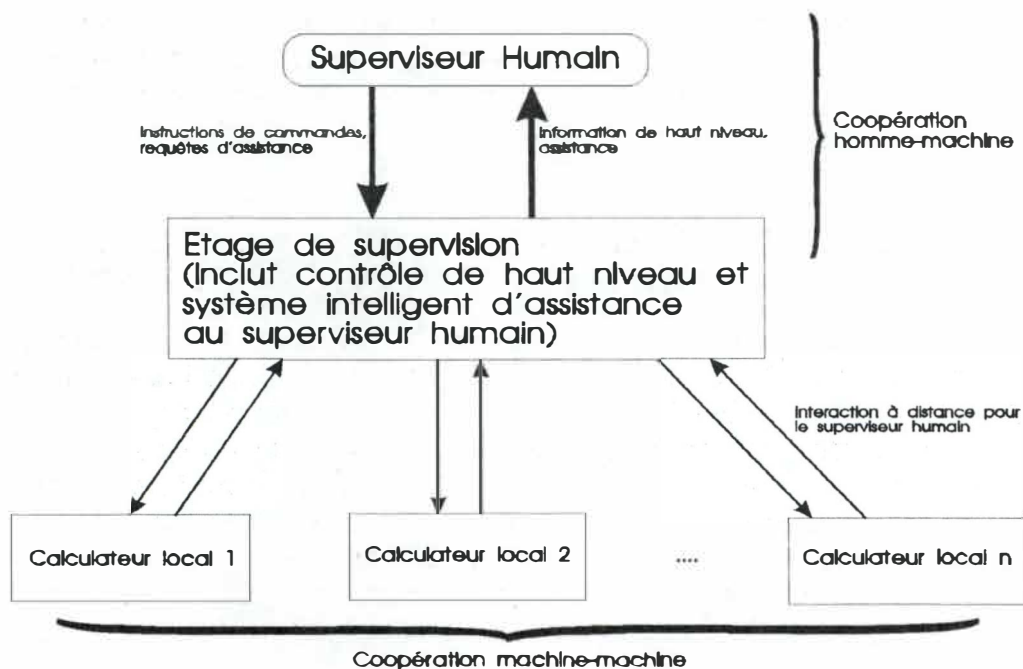 Superviseur Humain
Instructions de commandes,
requêtes d'assistance
Information de haut niveau,
assistance
Coopération
homme-machine
Etage de supervision
(Inclut contrôle de haut niveau et
système intelligent d'assistance
au superviseur humain)
Interaction à distance pour
le superviseur humain
Calculateur local 1
Calculateur local 2
....
Calculateur local n
Coopération machine-machine